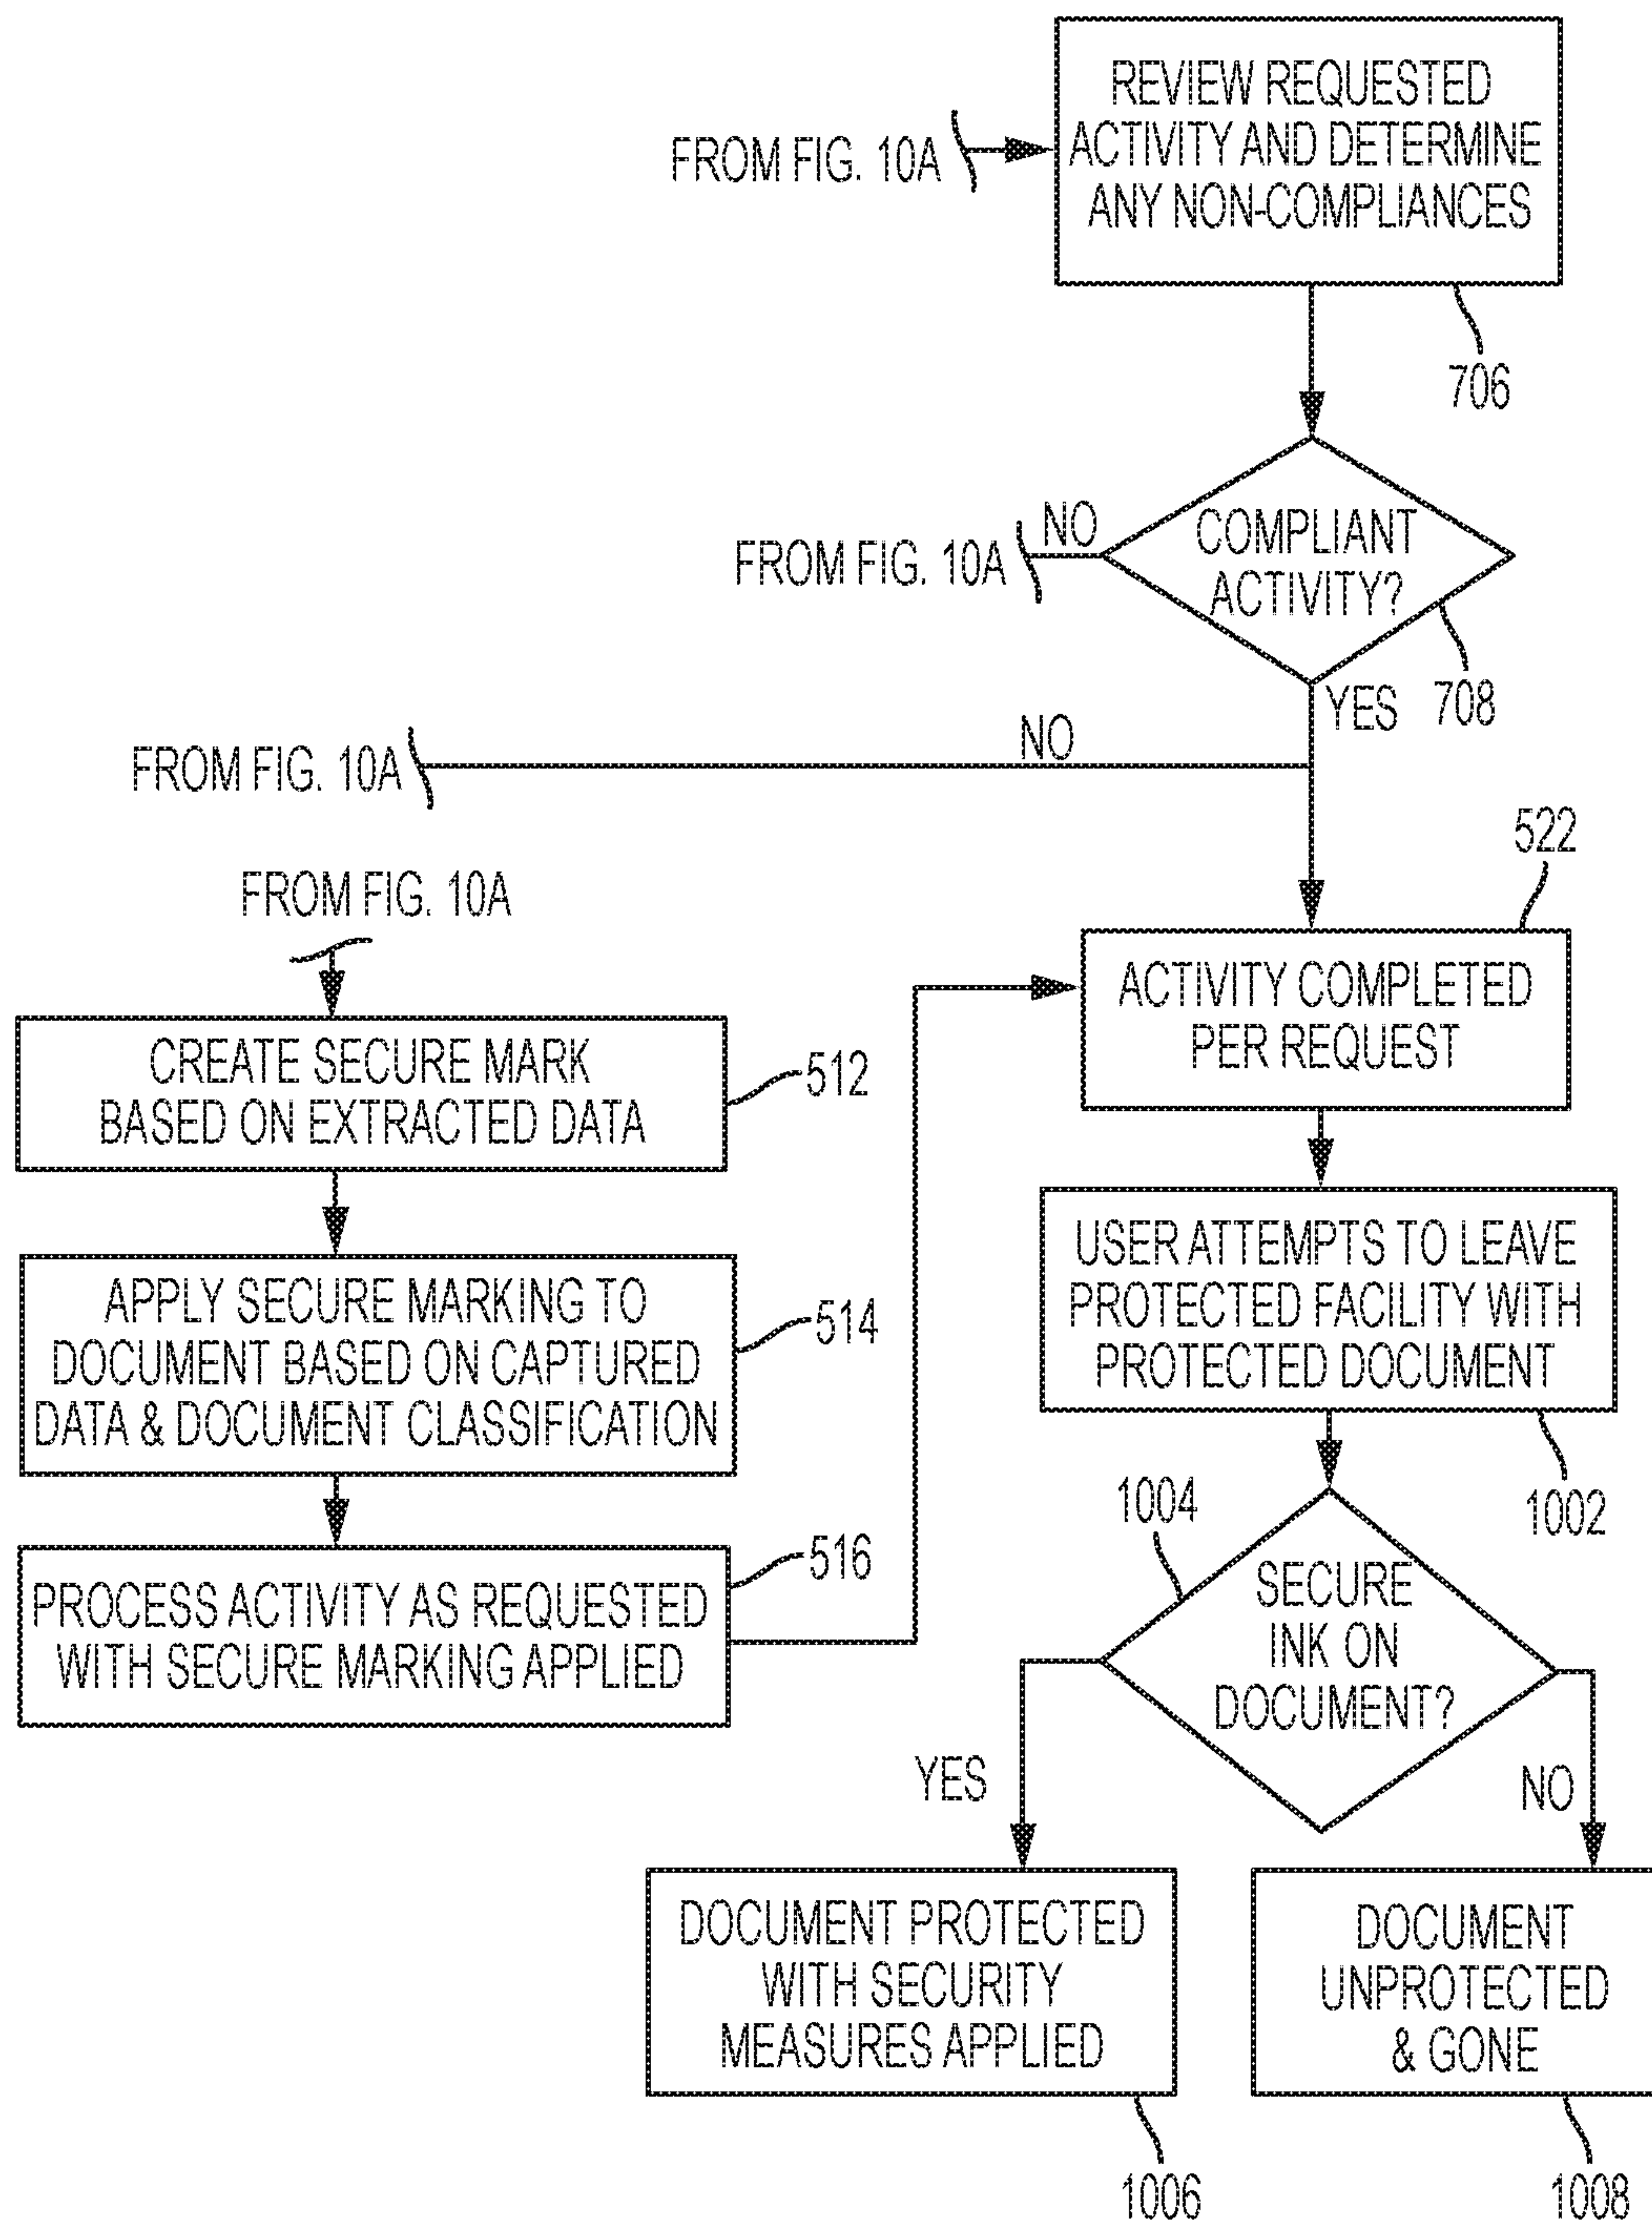 REVIEW REQUESTED
ACTIVITY AND DETERMINE
ANY NON-COMPLIANCES
FROM FIG. 10A
706
COMPLIANT
ACTIVITY?
NO
FROM FIG. 10A
YES
708
NO
FROM FIG. 10A
522
FROM FIG. 10A
ACTIVITY COMPLETED
PER REQUEST
CREATE SECURE MARK
BASED ON EXTRACTED DATA
512
USER ATTEMPTS TO LEAVE
PROTECTED FACILITY WITH
PROTECTED DOCUMENT
APPLY SECURE MARKING TO
DOCUMENT BASED ON CAPTURED
DATA & DOCUMENT CLASSIFICATION
514
1004
1002
PROCESS ACTIVITY AS REQUESTED
WITH SECURE MARKING APPLIED
516
SECURE
INK ON
DOCUMENT?
YES
NO
DOCUMENT PROTECTED
WITH SECURITY
MEASURES APPLIED
DOCUMENT
UNPROTECTED
& GONE
1006
1008